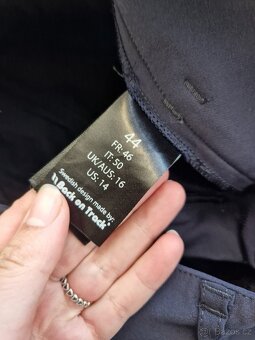 44
FR: 46
IT: 50
UK/AUS: 16
US: 14
Swedish design made by:
Back on Track®